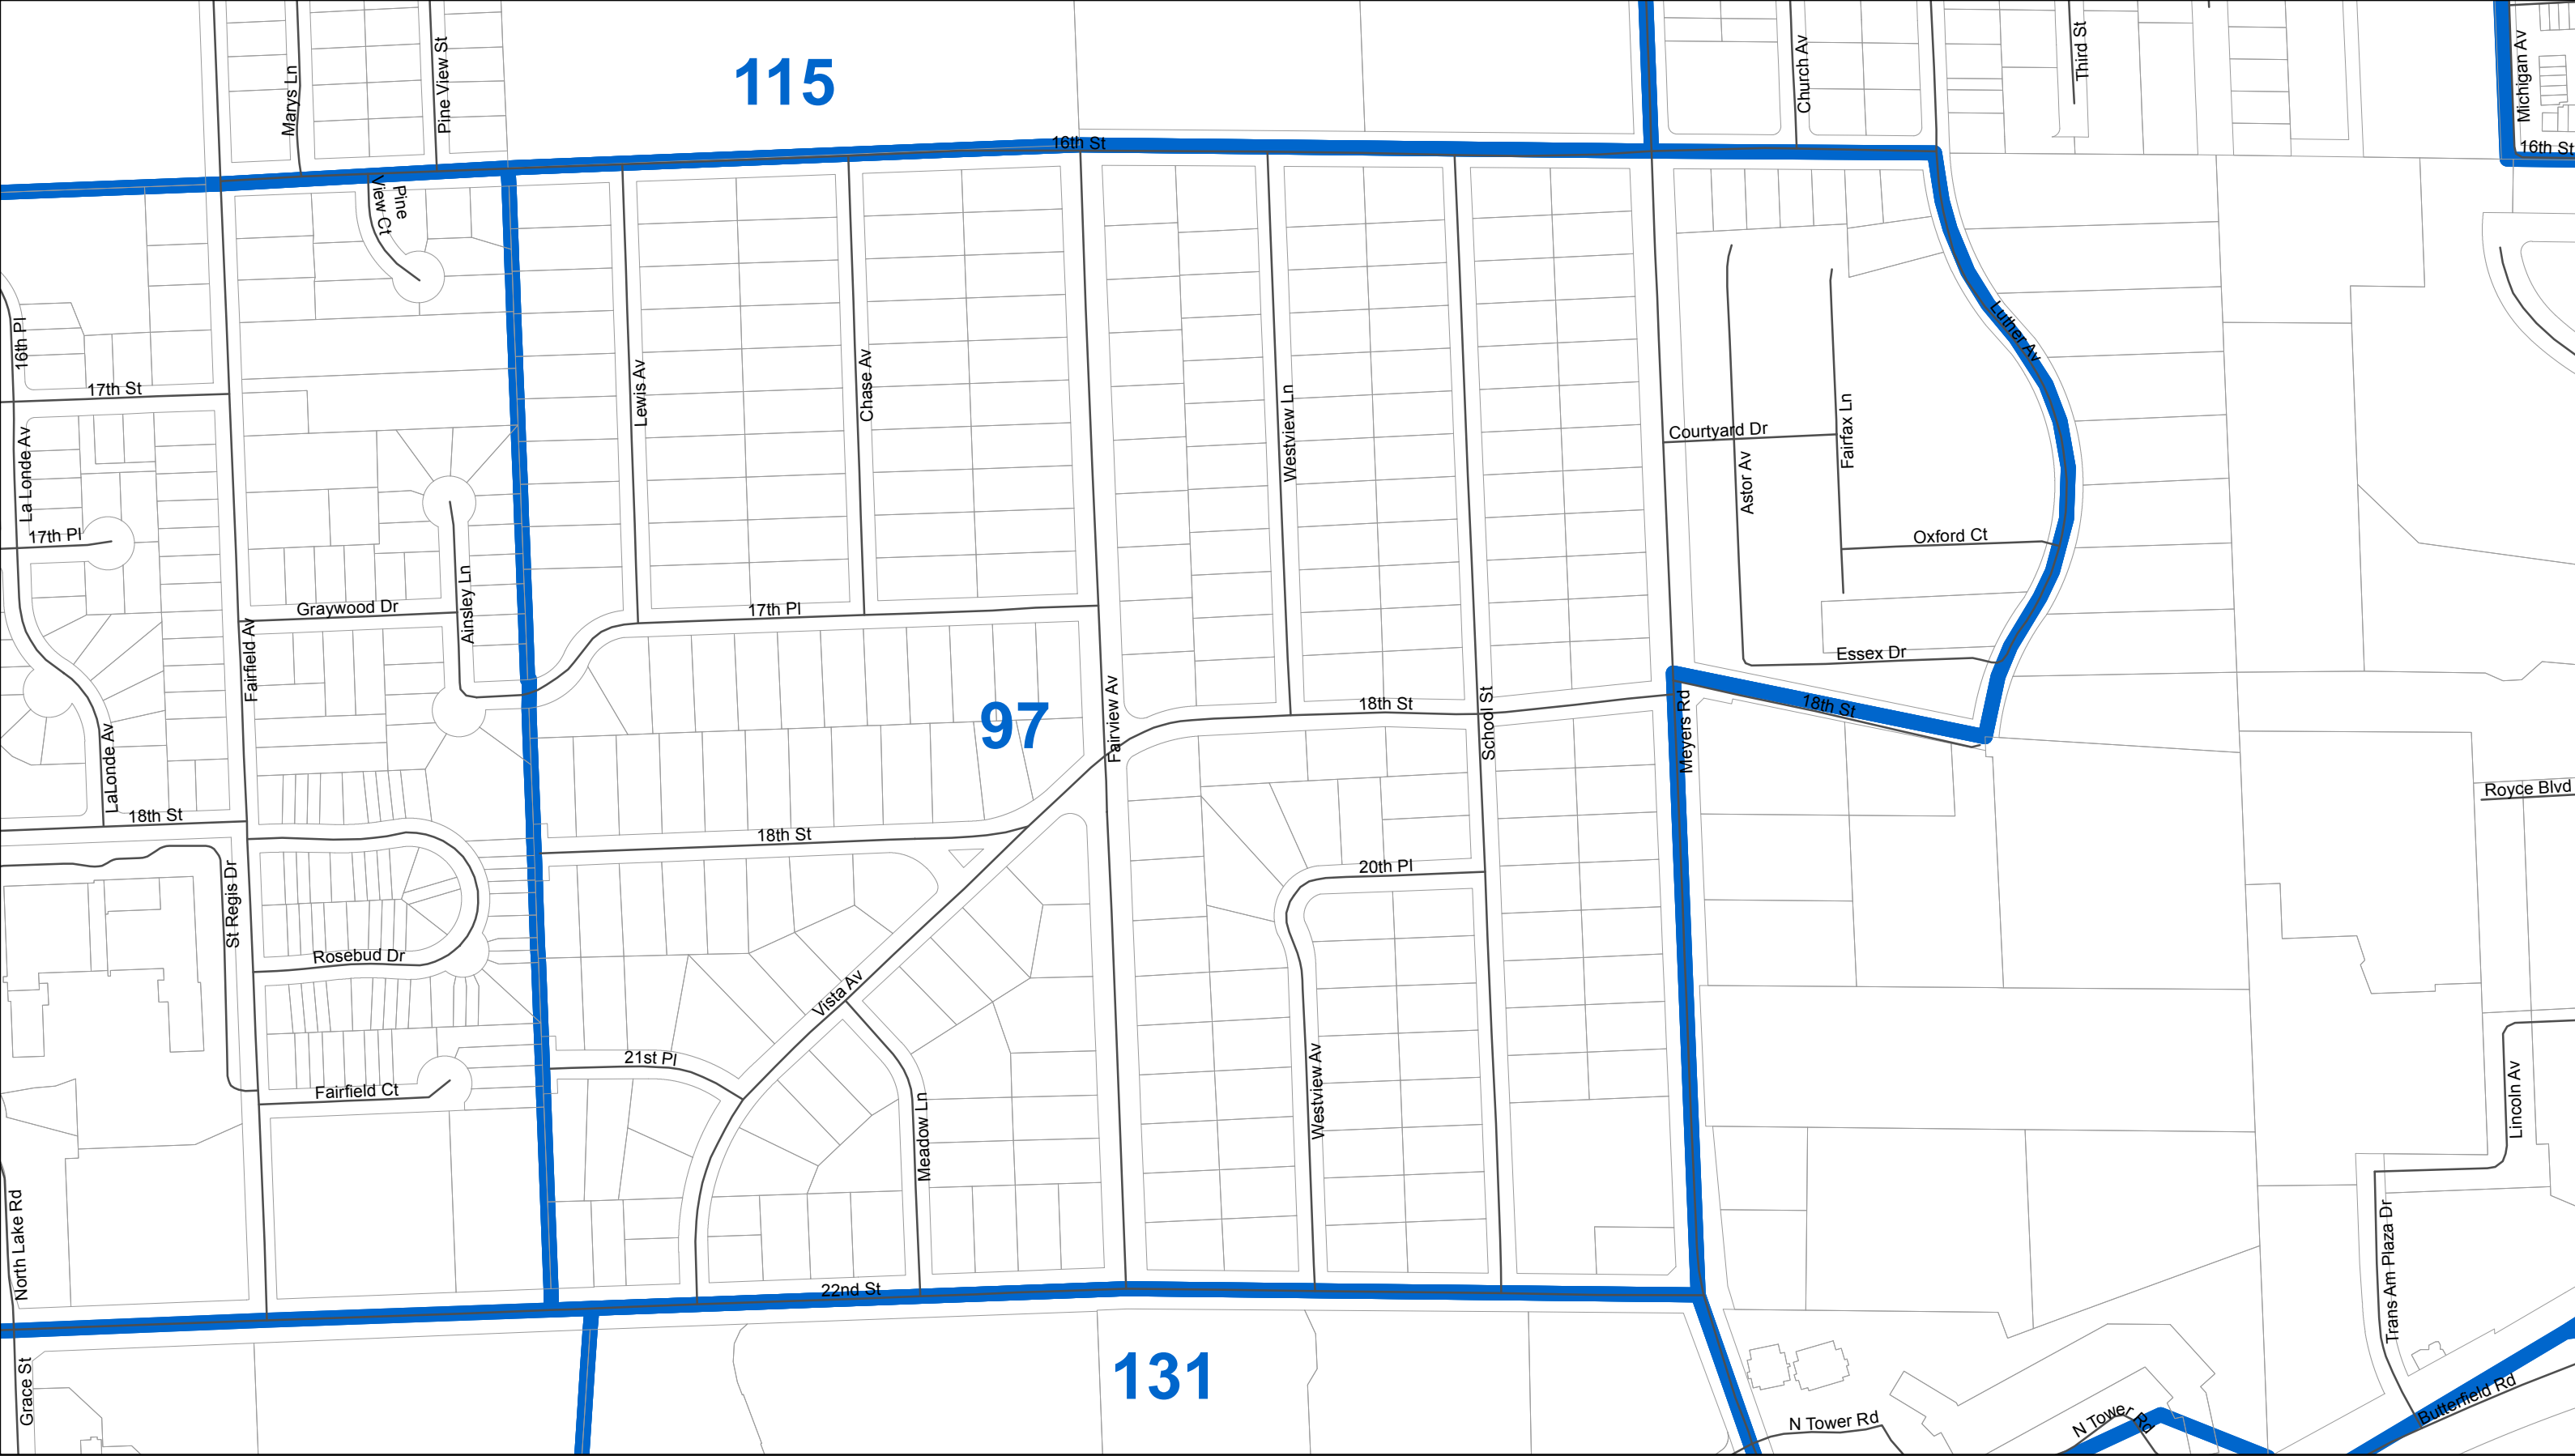 Marys Ln
Pine View St
115
Church Av
Third St
Michigan Av
16th St
16th St
Pine
View Ct
16th Pl
17th St
Lewis Av
Chase Av
Westview Ln
Luther Av
Courtyard Dr
Fairfax Ln
Astor Av
La Londe Av
17th Pl
Oxford Ct
Graywood Dr
Ainsley Ln
17th Pl
Fairfield Av
Essex Dr
97
Fairview Av
18th St
School St
Meyers Rd
18th St
LaLonde Av
18th St
18th St
Royce Blvd
20th Pl
St Regis Dr
Rosebud Dr
Vista Av
21st Pl
Fairfield Ct
Meadow Ln
Westview Av
Lincoln Av
North Lake Rd
Trans Am Plaza Dr
22nd St
131
Grace St
N Tower Rd
N Tower Rd
Butterfield Rd